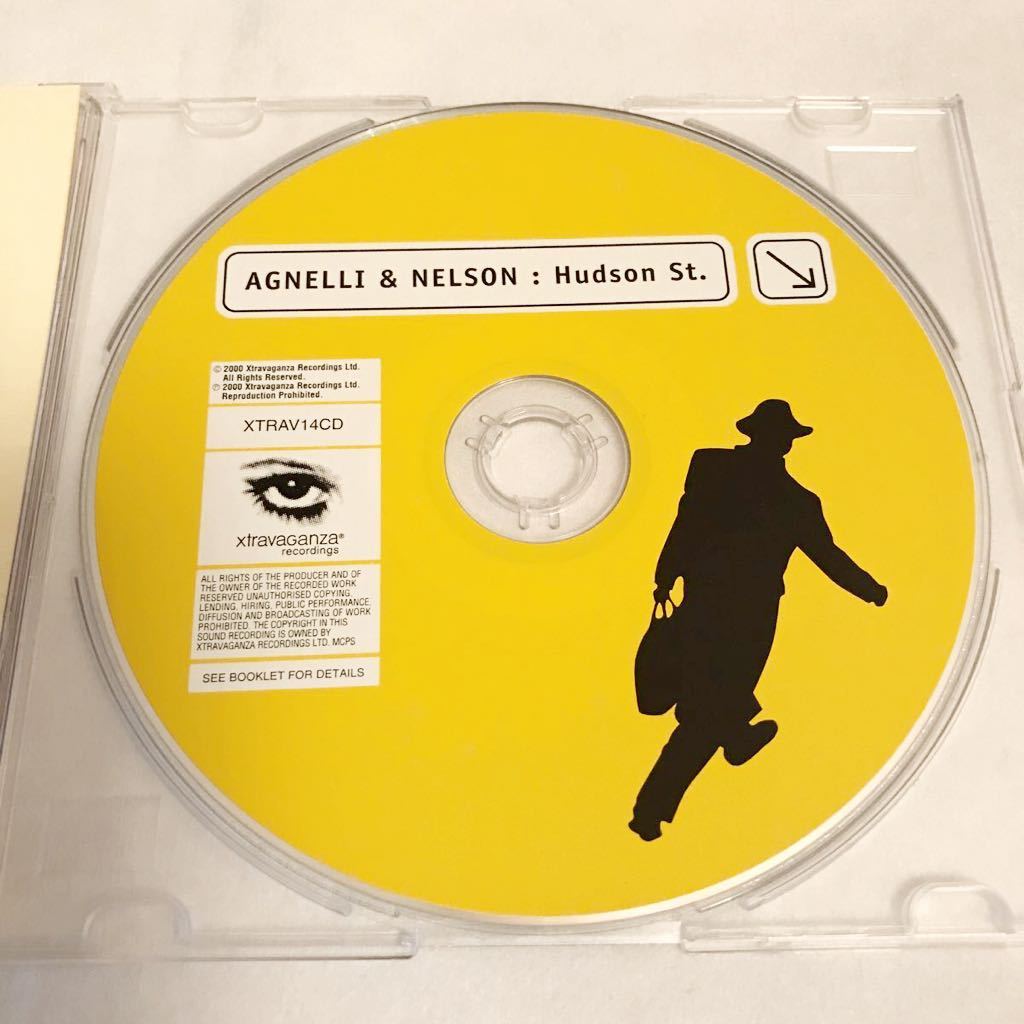 AGNELLI & NELSON : Hudson St.
© 2000 Xtravaganza Recordings Ltd.
All Rights Reserved.
℗ 2000 Xtravaganza Recordings Ltd.
Reproduction Prohibited.
XTRAV14CD
xtravaganza®
recordings
ALL RIGHTS OF THE PRODUCER AND OF
THE OWNER OF THE RECORDED WORK
RESERVED UNAUTHORISED COPYING,
LENDING, HIRING, PUBLIC PERFORMANCE,
DIFFUSION AND BROADCASTING OF WORK
PROHIBITED. THE COPYRIGHT IN THIS
SOUND RECORDING IS OWNED BY
XTRAVAGANZA RECORDINGS LTD. MCPS
SEE BOOKLET FOR DETAILS